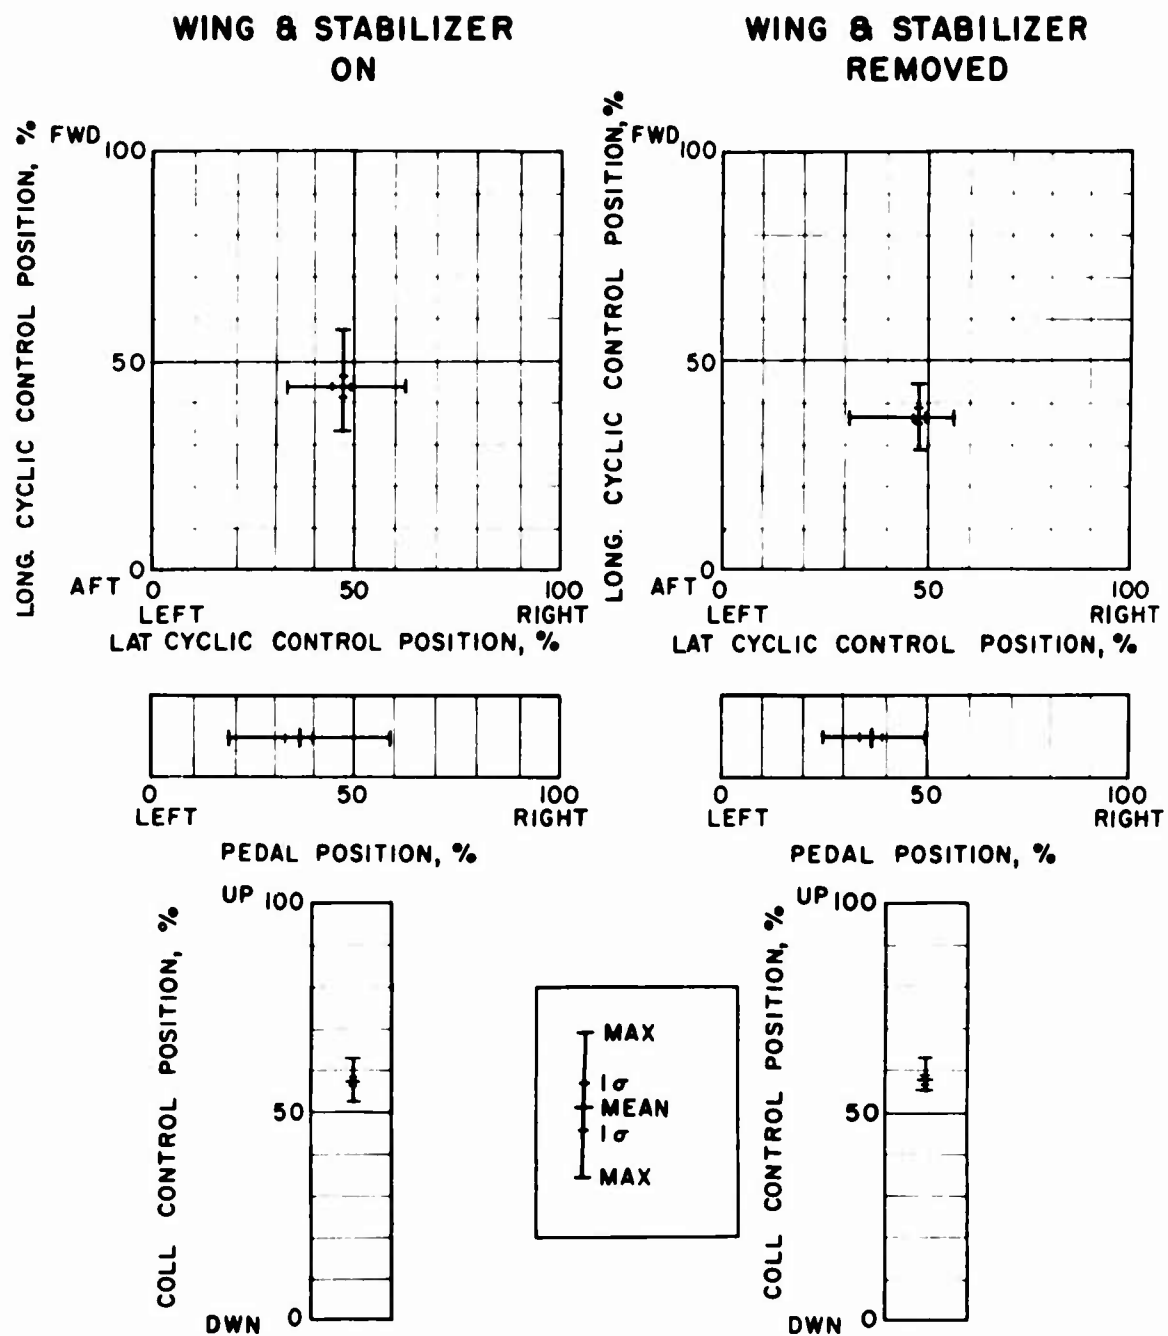 WING & STABILIZER
ON
LONG. CYCLIC CONTROL POSITION, %
FWD 100
50
AFT 0
0 50 100
LEFT RIGHT
LAT CYCLIC CONTROL POSITION, %
0 50 100
LEFT RIGHT
PEDAL POSITION, %
COLL CONTROL POSITION, %
UP 100
50
DWN 0
WING & STABILIZER
REMOVED
LONG. CYCLIC CONTROL POSITION, %
FWD 100
50
AFT 0
0 50 100
LEFT RIGHT
LAT CYCLIC CONTROL POSITION, %
0 50 100
LEFT RIGHT
PEDAL POSITION, %
COLL CONTROL POSITION, %
UP 100
50
DWN 0
MAX
1σ
MEAN
1σ
MAX